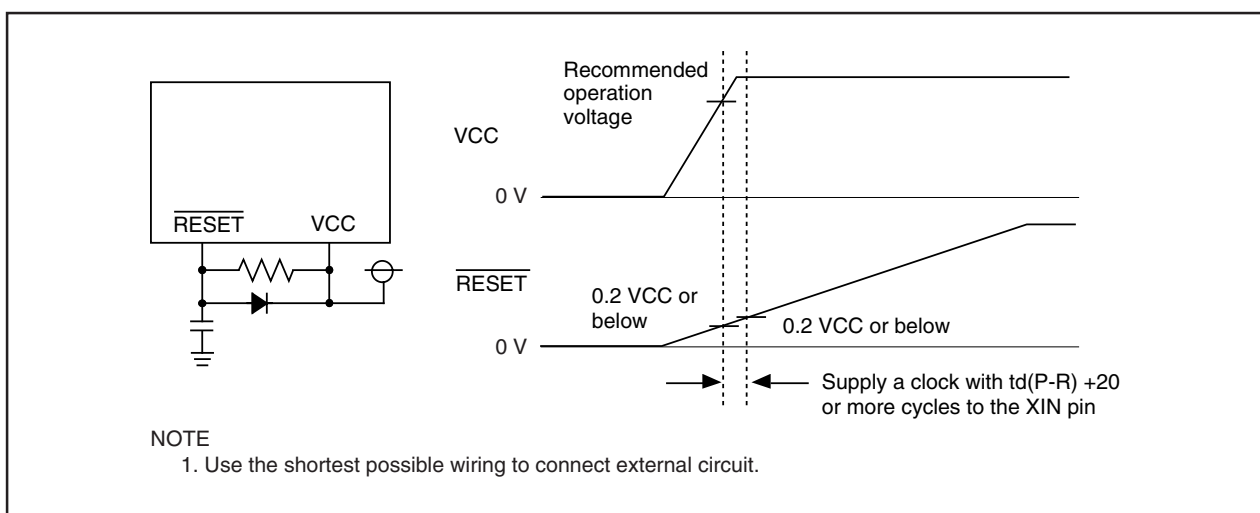 RESET
VCC
Recommended
operation
voltage
VCC
0 V
RESET
0.2 VCC or
below
0.2 VCC or below
0 V
Supply a clock with td(P-R) +20
or more cycles to the XIN pin
NOTE
1. Use the shortest possible wiring to connect external circuit.